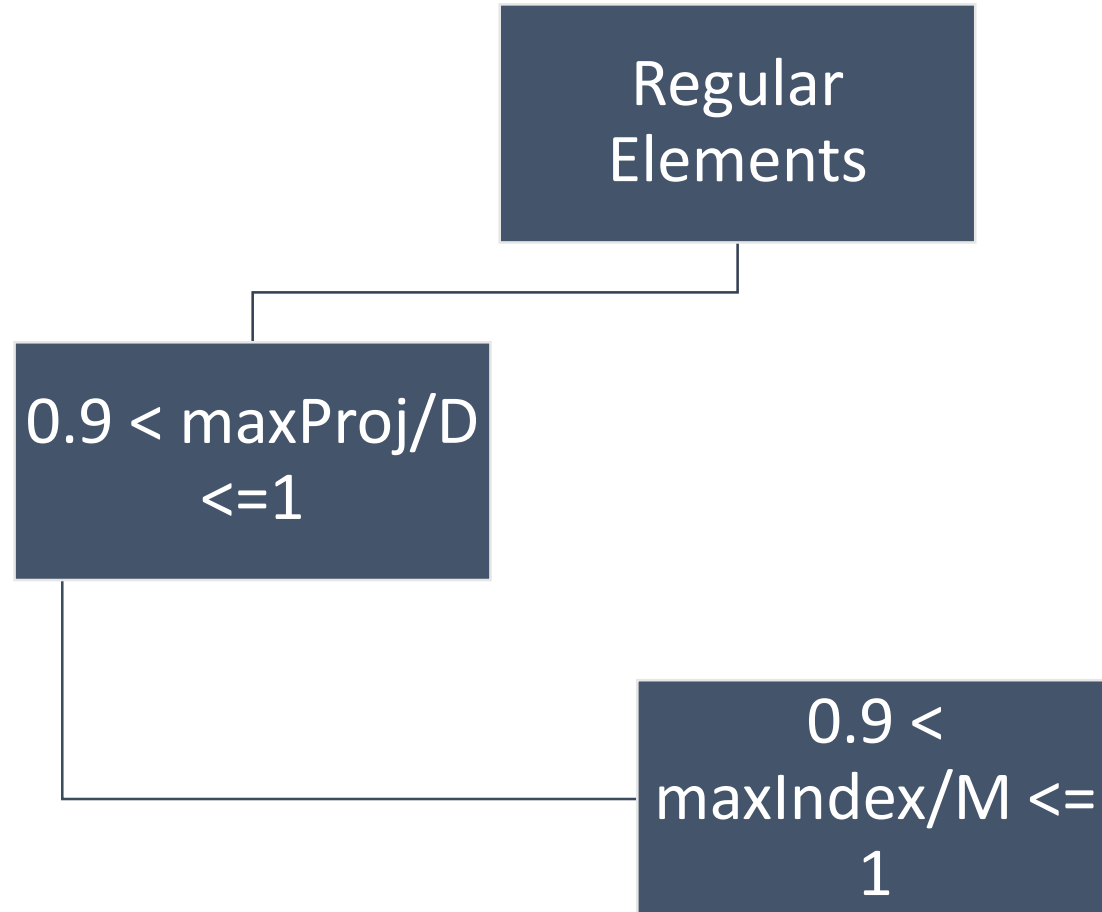 Regular
Elements
0.9 < maxProj/D
<=1
0.9 <
maxIndex/M <=
1